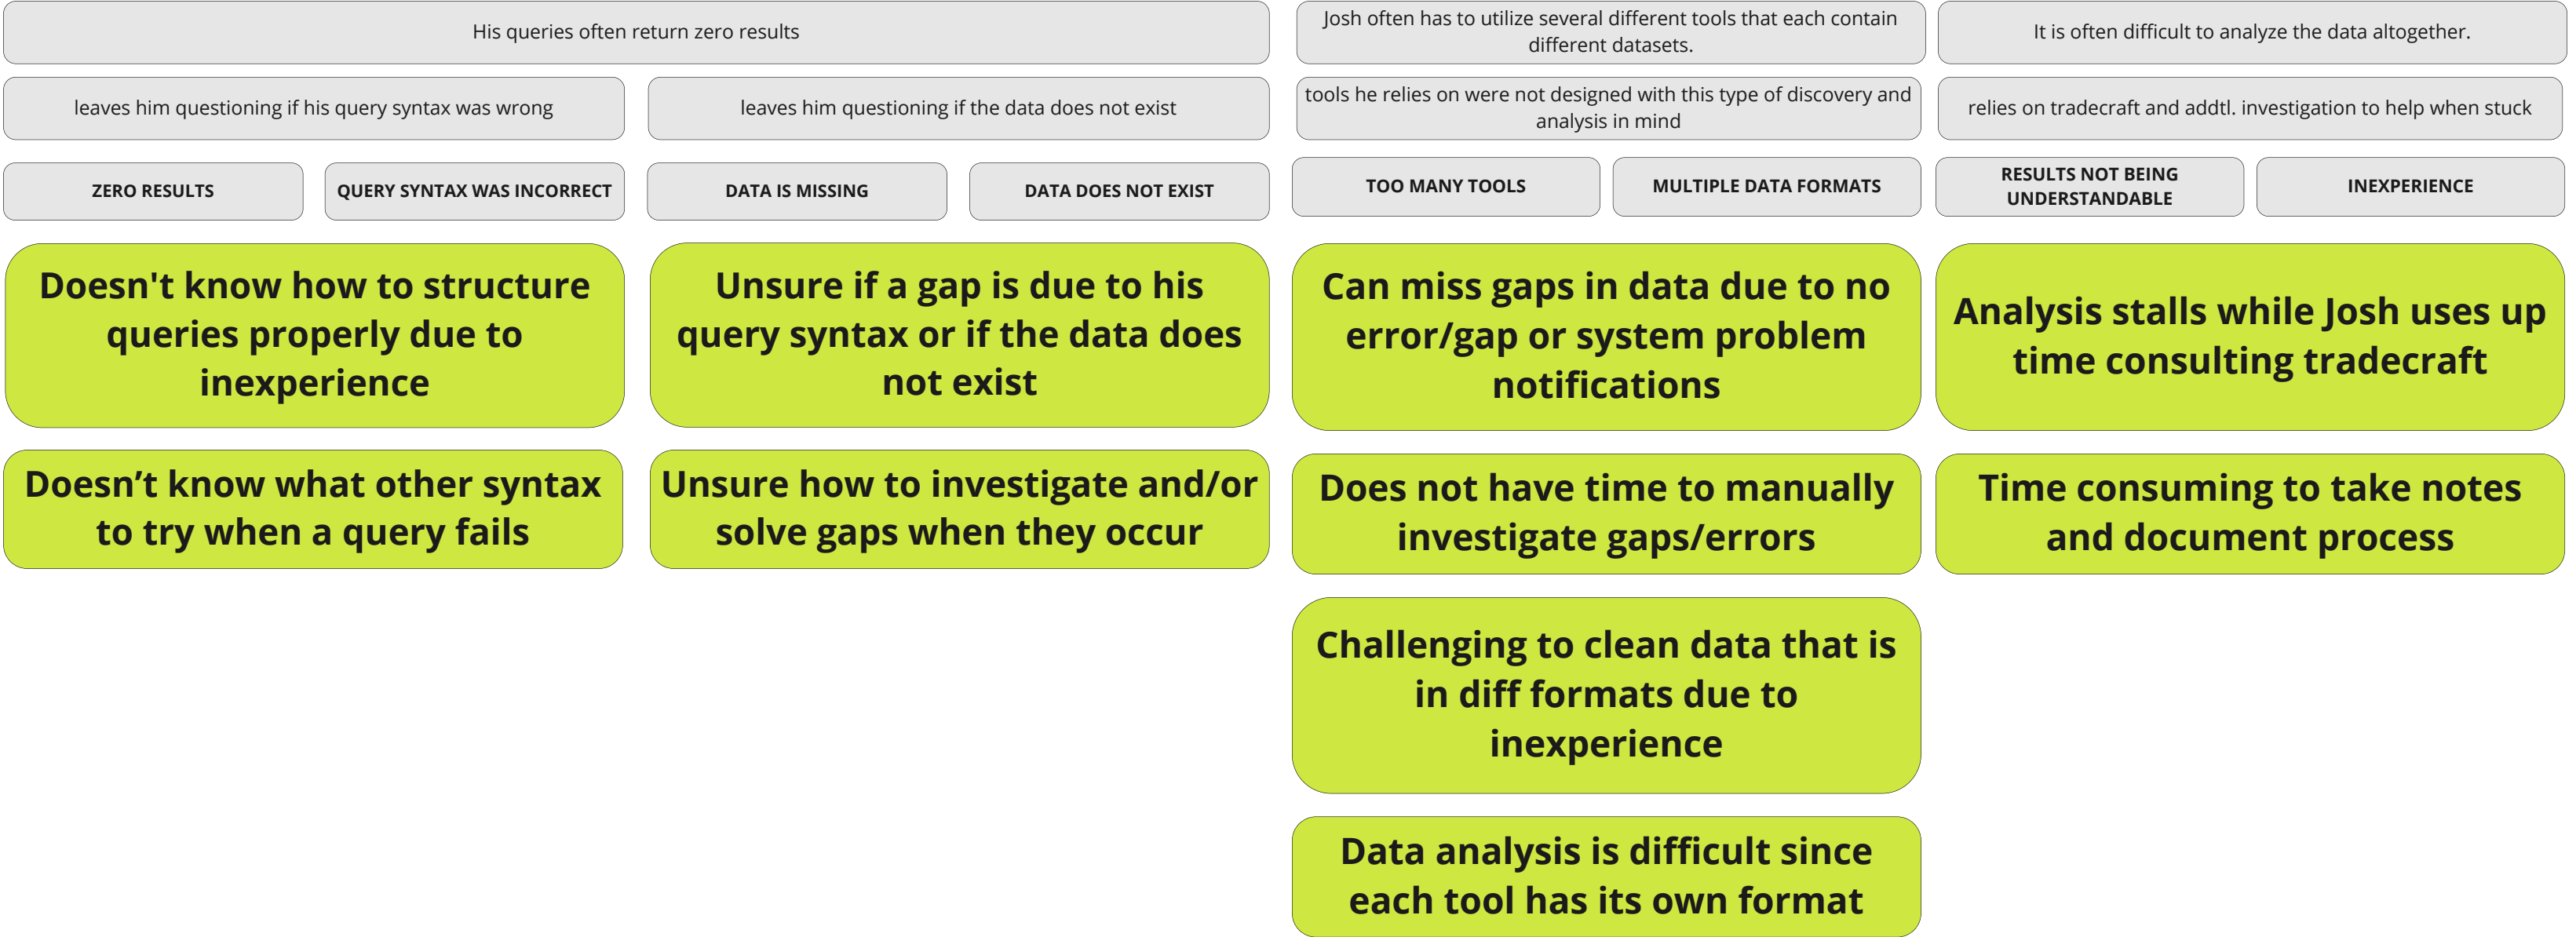 His queries often return zero results
Josh often has to utilize several different tools that each contain
different datasets.
It is often difficult to analyze the data altogether.
leaves him questioning if his query syntax was wrong
leaves him questioning if the data does not exist
tools he relies on were not designed with this type of discovery and
analysis in mind
relies on tradecraft and addtl. investigation to help when stuck
ZERO RESULTS
QUERY SYNTAX WAS INCORRECT
DATA IS MISSING
DATA DOES NOT EXIST
TOO MANY TOOLS
MULTIPLE DATA FORMATS
RESULTS NOT BEING
UNDERSTANDABLE
INEXPERIENCE
Doesn't know how to structure
queries properly due to
inexperience
Unsure if a gap is due to his
query syntax or if the data does
not exist
Can miss gaps in data due to no
error/gap or system problem
notifications
Analysis stalls while Josh uses up
time consulting tradecraft
Doesn’t know what other syntax
to try when a query fails
Unsure how to investigate and/or
solve gaps when they occur
Does not have time to manually
investigate gaps/errors
Time consuming to take notes
and document process
Challenging to clean data that is
in diff formats due to
inexperience
Data analysis is difficult since
each tool has its own format